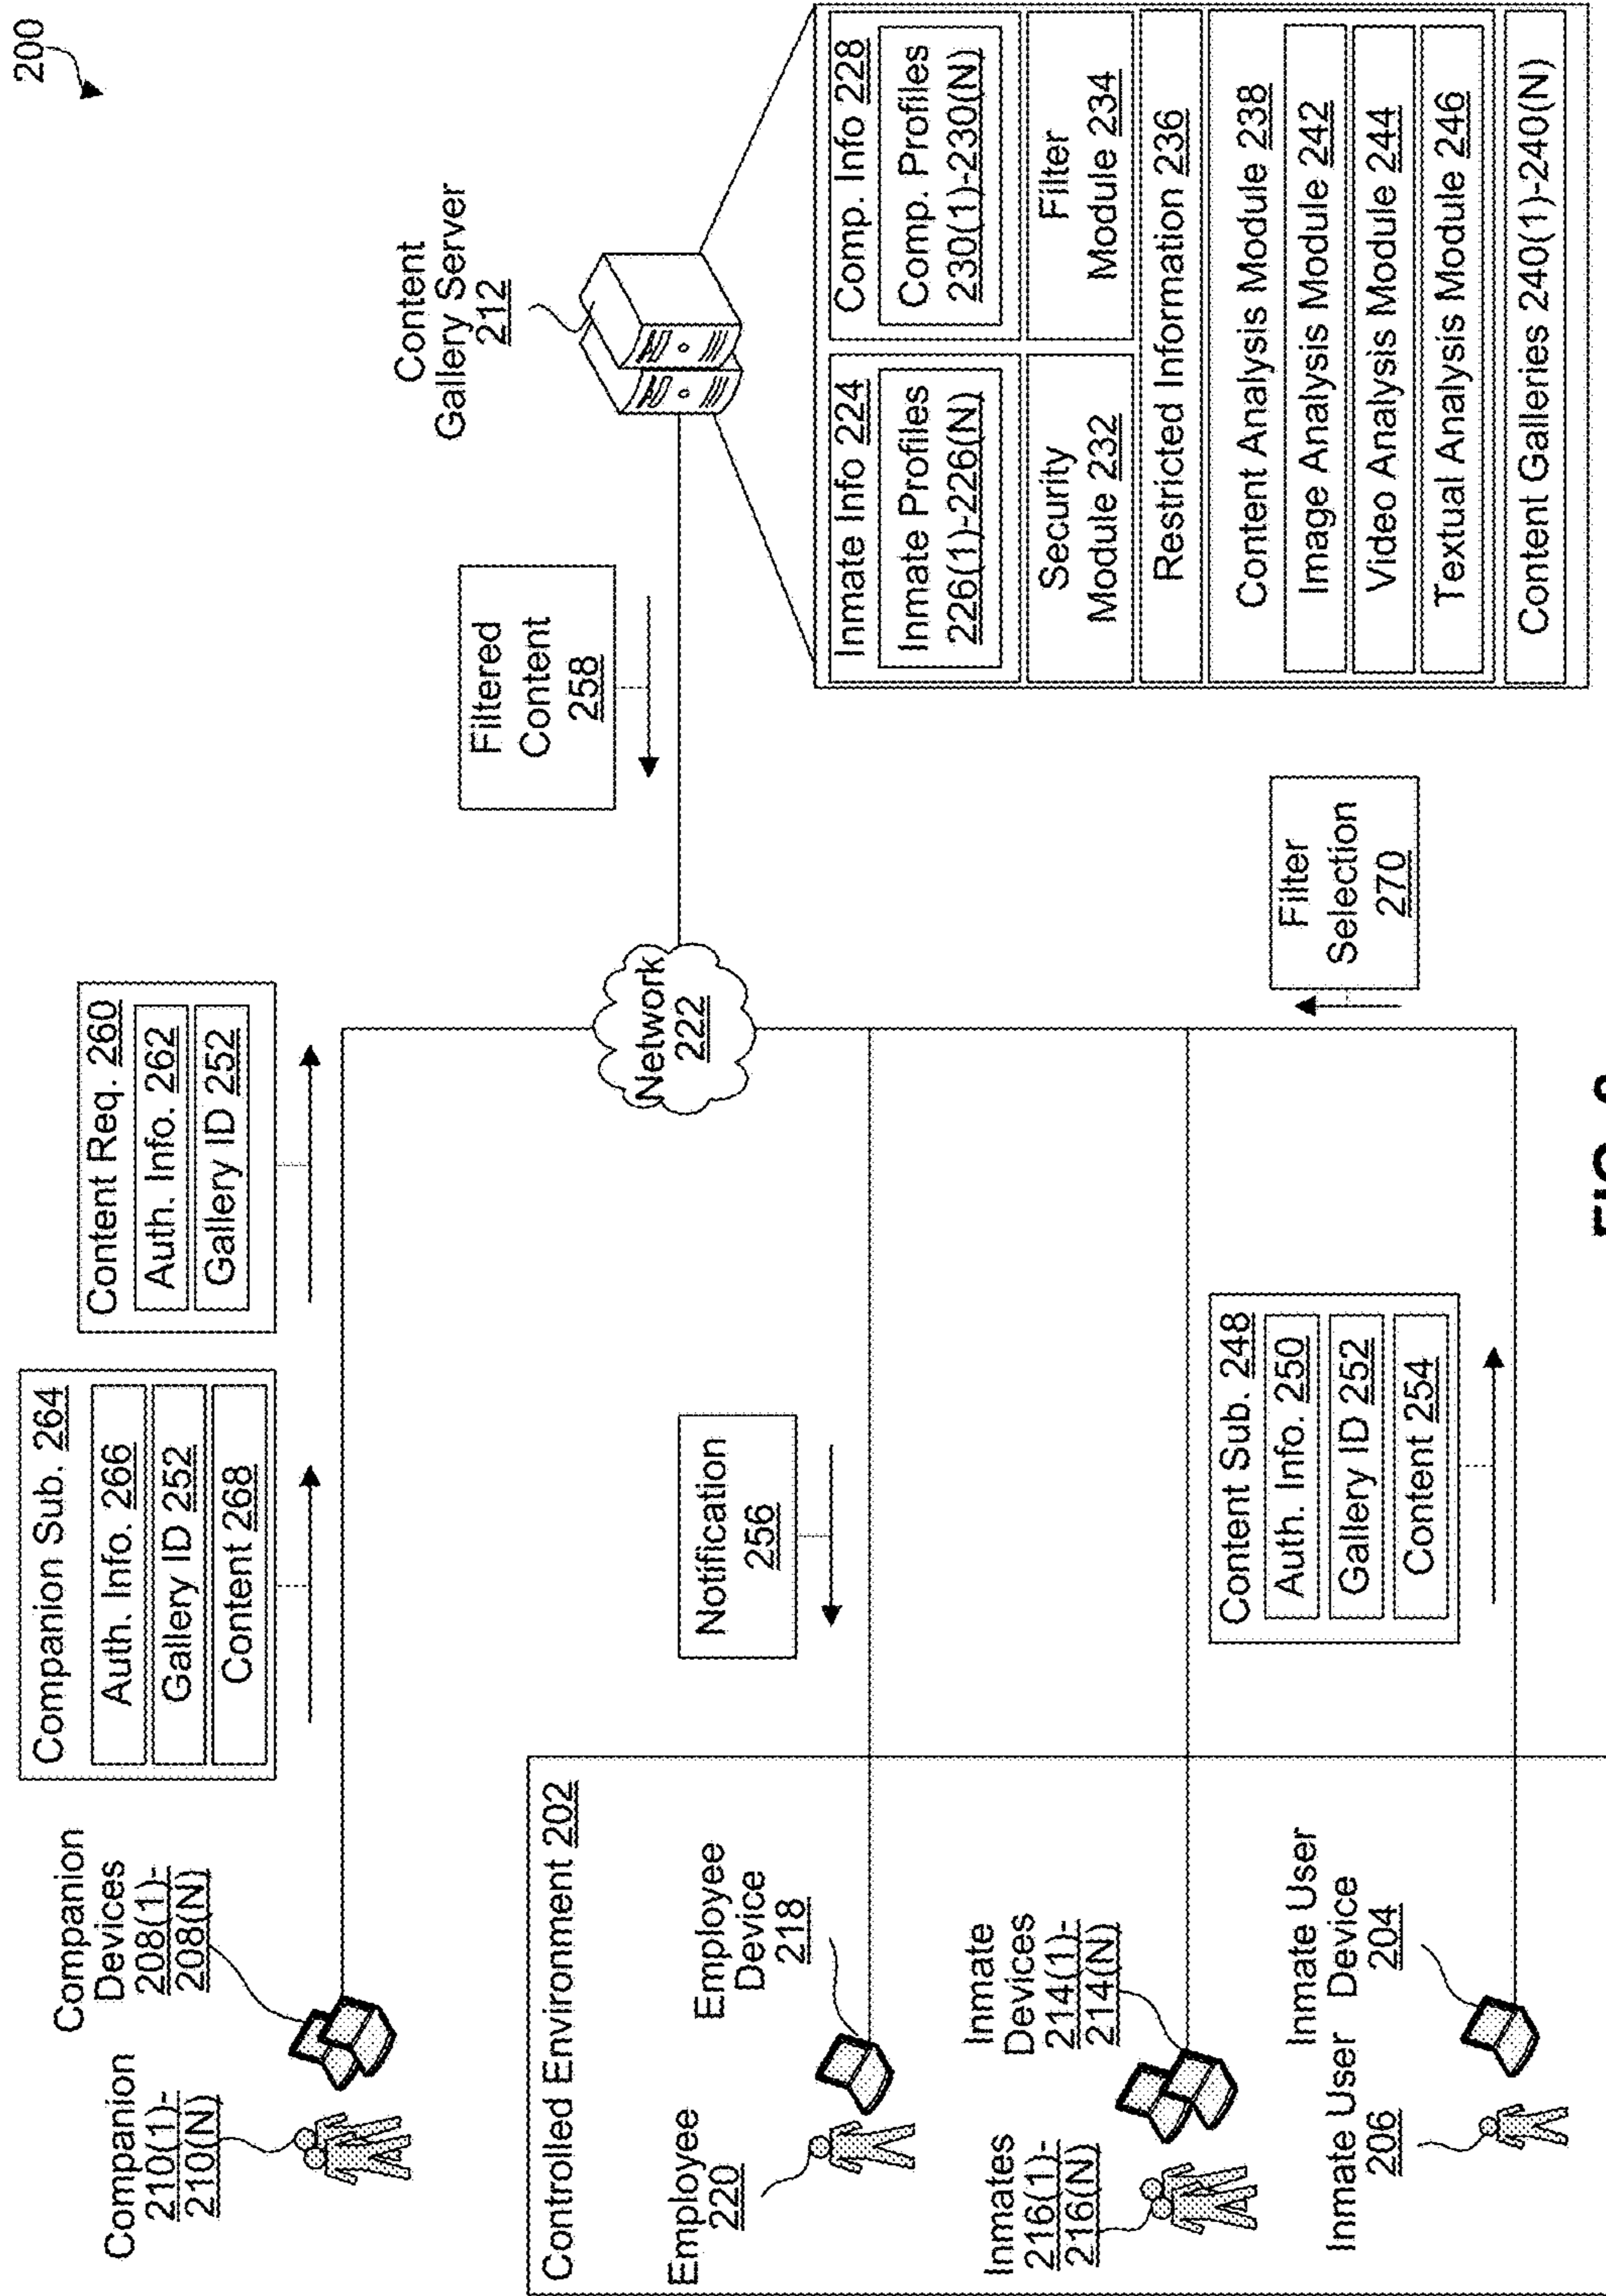 200
Companion Sub. 264
Auth. Info. 266
Gallery ID 252
Content 268
Content Req. 260
Auth. Info. 262
Gallery ID 252
Companion
210(1)-
210(N)
Companion
Devices
208(1)-
208(N)
Content
Gallery Server
212
Filtered
Content
258
Network
222
Controlled Environment 202
Employee
220
Employee
Device
218
Notification
256
Inmates
216(1)-
216(N)
Inmate
Devices
214(1)-
214(N)
Inmate User
206
Inmate User
Device
204
Content Sub. 248
Auth. Info. 250
Gallery ID 252
Content 254
Filter
Selection
270
Inmate Info 224
Inmate Profiles
226(1)-226(N)
Comp. Info 228
Comp. Profiles
230(1)-230(N)
Security
Module 232
Filter
Module 234
Restricted Information 236
Content Analysis Module 238
Image Analysis Module 242
Video Analysis Module 244
Textual Analysis Module 246
Content Galleries 240(1)-240(N)